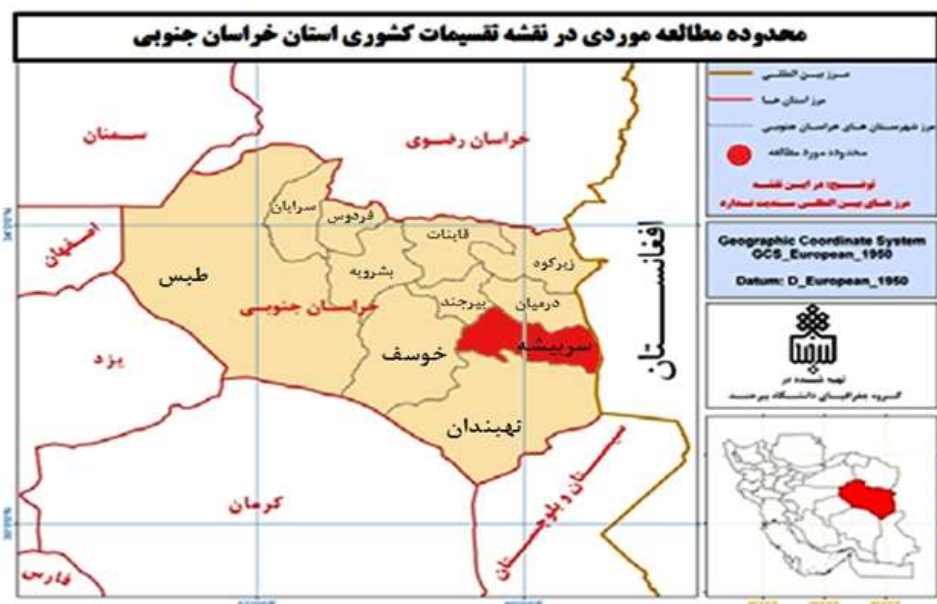 محدوده مطالعه موردی در نقشه تقسیمات کشوری استان خراسان جنوبی
مرز بین المللی
مرز استان ها
مرز شهرستان های خراسان جنوبی
محدوده مورد مطالعه
توضیح: در این نقشه
مرز های بین المللی سندیت ندارد
Geographic Coordinate System
GCS_European_1950
Datum: D_European_1950
تهیه شده در
گروه جغرافیای دانشگاه بیرجند
سمنان
خراسان رضوی
افغانستان
اصفهان
یزد
کرمان
فارس
سیستان و بلوچستان
خراسان جنوبی
سرایان
فردوس
قاینات
زیرکوه
طبس
بشرویه
بیرجند
درمیان
سربیشه
خوسف
نهبندان